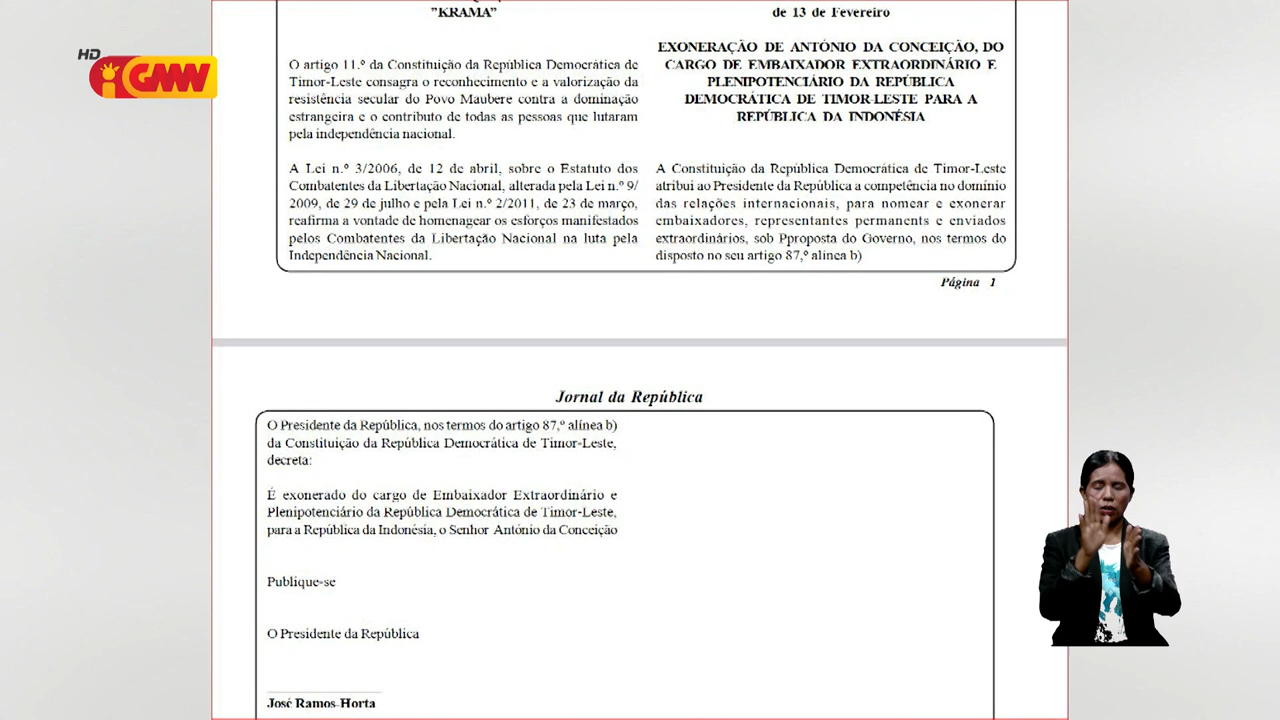 HD
GMN
"KRAMA"
O artigo 11.º da Constituição da República Democrática de
Timor-Leste consagra o reconhecimento e a valorização da
resistência secular do Povo Maubere contra a dominação
estrangeira e o contributo de todas as pessoas que lutaram
pela independência nacional.
A Lei n.º 3/2006, de 12 de abril, sobre o Estatuto dos
Combatentes da Libertação Nacional, alterada pela Lei n.º 9/
2009, de 29 de julho e pela Lei n.º 2/2011, de 23 de março,
reafirma a vontade de homenagear os esforços manifestados
pelos Combatentes da Libertação Nacional na luta pela
Independência Nacional.
de 13 de Fevereiro
EXONERAÇÃO DE ANTÓNIO DA CONCEIÇÃO, DO
CARGO DE EMBAIXADOR EXTRAORDINÁRIO E
PLENIPOTENCIÁRIO DA REPÚBLICA
DEMOCRÁTICA DE TIMOR-LESTE PARA A
REPÚBLICA DA INDONÉSIA
A Constituição da República Democrática de Timor-Leste
atribui ao Presidente da República a competência no domínio
das relações internacionais, para nomear e exonerar
embaixadores, representantes permanents e enviados
extraordinários, sob Pproposta do Governo, nos termos do
disposto no seu artigo 87,º alinea b)
Página 1
Jornal da República
O Presidente da República, nos termos do artigo 87,º alínea b)
da Constituição da República Democrática de Timor-Leste,
decreta:
É exonerado do cargo de Embaixador Extraordinário e
Plenipotenciário da República Democrática de Timor-Leste,
para a República da Indonésia, o Senhor António da Conceição
Publique-se
O Presidente da República
José Ramos-Horta